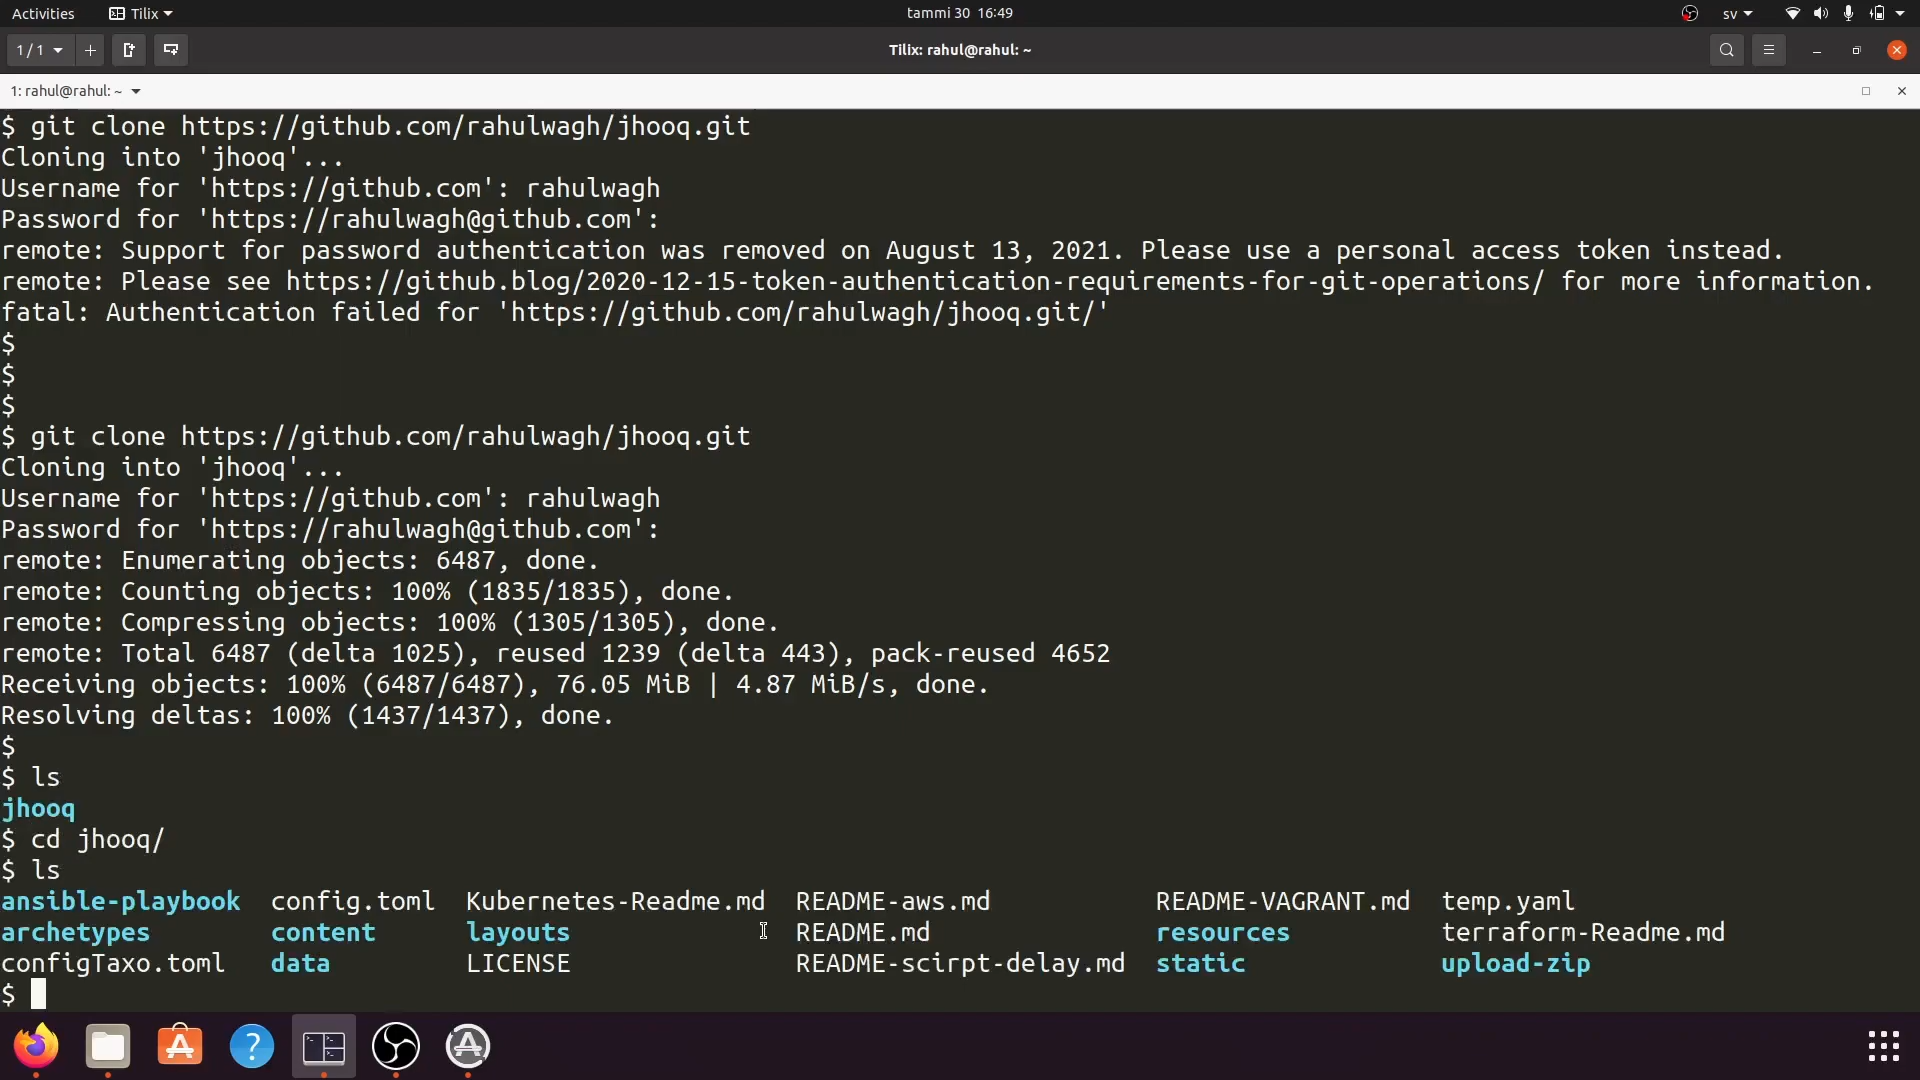 Activities Tilix tammi 30 16:49 sv
1/1 Tilix: rahul@rahul: ~
1: rahul@rahul: ~
$ git clone https://github.com/rahulwagh/jhooq.git
Cloning into 'jhooq'...
Username for 'https://github.com': rahulwagh
Password for 'https://rahulwagh@github.com':
remote: Support for password authentication was removed on August 13, 2021. Please use a personal access token instead.
remote: Please see https://github.blog/2020-12-15-token-authentication-requirements-for-git-operations/ for more information.
fatal: Authentication failed for 'https://github.com/rahulwagh/jhooq.git/'
$
$
$
$ git clone https://github.com/rahulwagh/jhooq.git
Cloning into 'jhooq'...
Username for 'https://github.com': rahulwagh
Password for 'https://rahulwagh@github.com':
remote: Enumerating objects: 6487, done.
remote: Counting objects: 100% (1835/1835), done.
remote: Compressing objects: 100% (1305/1305), done.
remote: Total 6487 (delta 1025), reused 1239 (delta 443), pack-reused 4652
Receiving objects: 100% (6487/6487), 76.05 MiB | 4.87 MiB/s, done.
Resolving deltas: 100% (1437/1437), done.
$
$ ls
jhooq
$ cd jhooq/
$ ls
ansible-playbook config.toml Kubernetes-Readme.md README-aws.md README-VAGRANT.md temp.yaml
archetypes content layouts README.md resources terraform-Readme.md
configTaxo.toml data LICENSE README-scirpt-delay.md static upload-zip
$